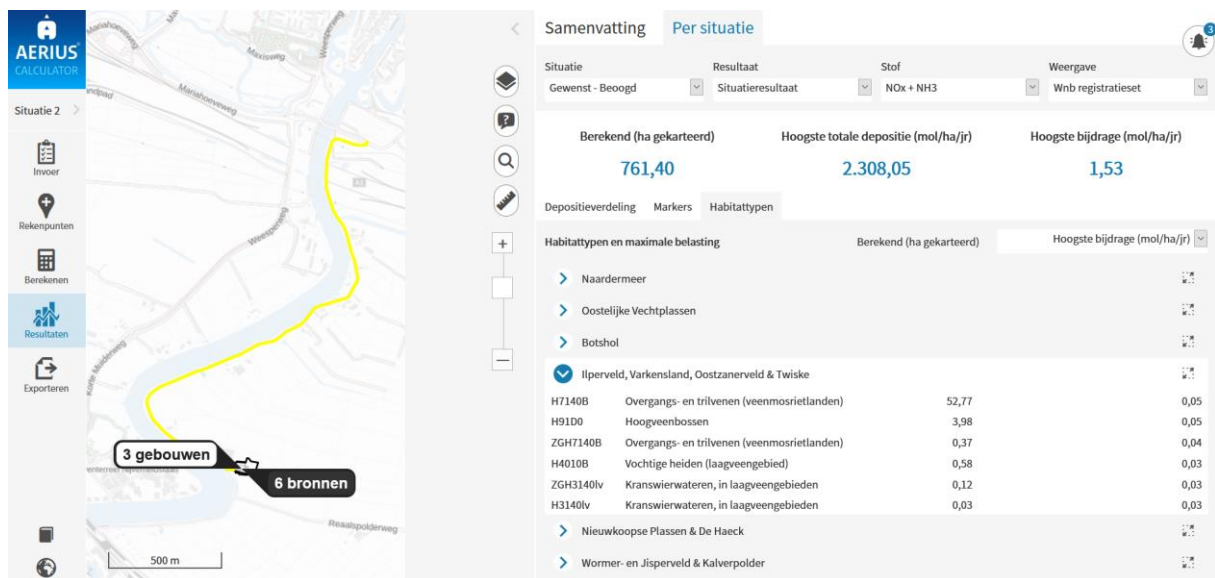 AERIUS®
CALCULATOR
Situatie 2
Invoer
Rekenpunten
Berekenen
Resultaten
Exporteren
Mariahoeveweg
Maxisweg
Mariahoeveweg
Weesperweg
Korte Muiderweg
3 gebouwen
6 bronnen
Reaalspolderweg
500 m
Samenvatting Per situatie
3
Situatie Resultaat Stof Weergave
Gewenst - Beoogd Situatieresultaat NOx + NH3 Wnb registratieset
Berekend (ha gekarteerd) Hoogste totale depositie (mol/ha/jr) Hoogste bijdrage (mol/ha/jr)
761,40 2.308,05 1,53
Depositieverdeling Markers Habitattypen
Habitattypen en maximale belasting Berekend (ha gekarteerd) Hoogste bijdrage (mol/ha/jr)
Naardermeer
Oostelijke Vechtplassen
Botshol
Ilperveld, Varkensland, Oostzanerveld & Twiske
H7140B Overgangs- en trilvenen (veenmosrietlanden) 52,77 0,05
H91D0 Hoogveenbossen 3,98 0,05
ZGH7140B Overgangs- en trilvenen (veenmosrietlanden) 0,37 0,04
H4010B Vochtige heiden (laagveengebied) 0,58 0,03
ZGH3140lv Kranswierwateren, in laagveengebieden 0,12 0,03
H3140lv Kranswierwateren, in laagveengebieden 0,03 0,03
Nieuwkoopse Plassen & De Haeck
Wormer- en Jisperveld & Kalverpolder